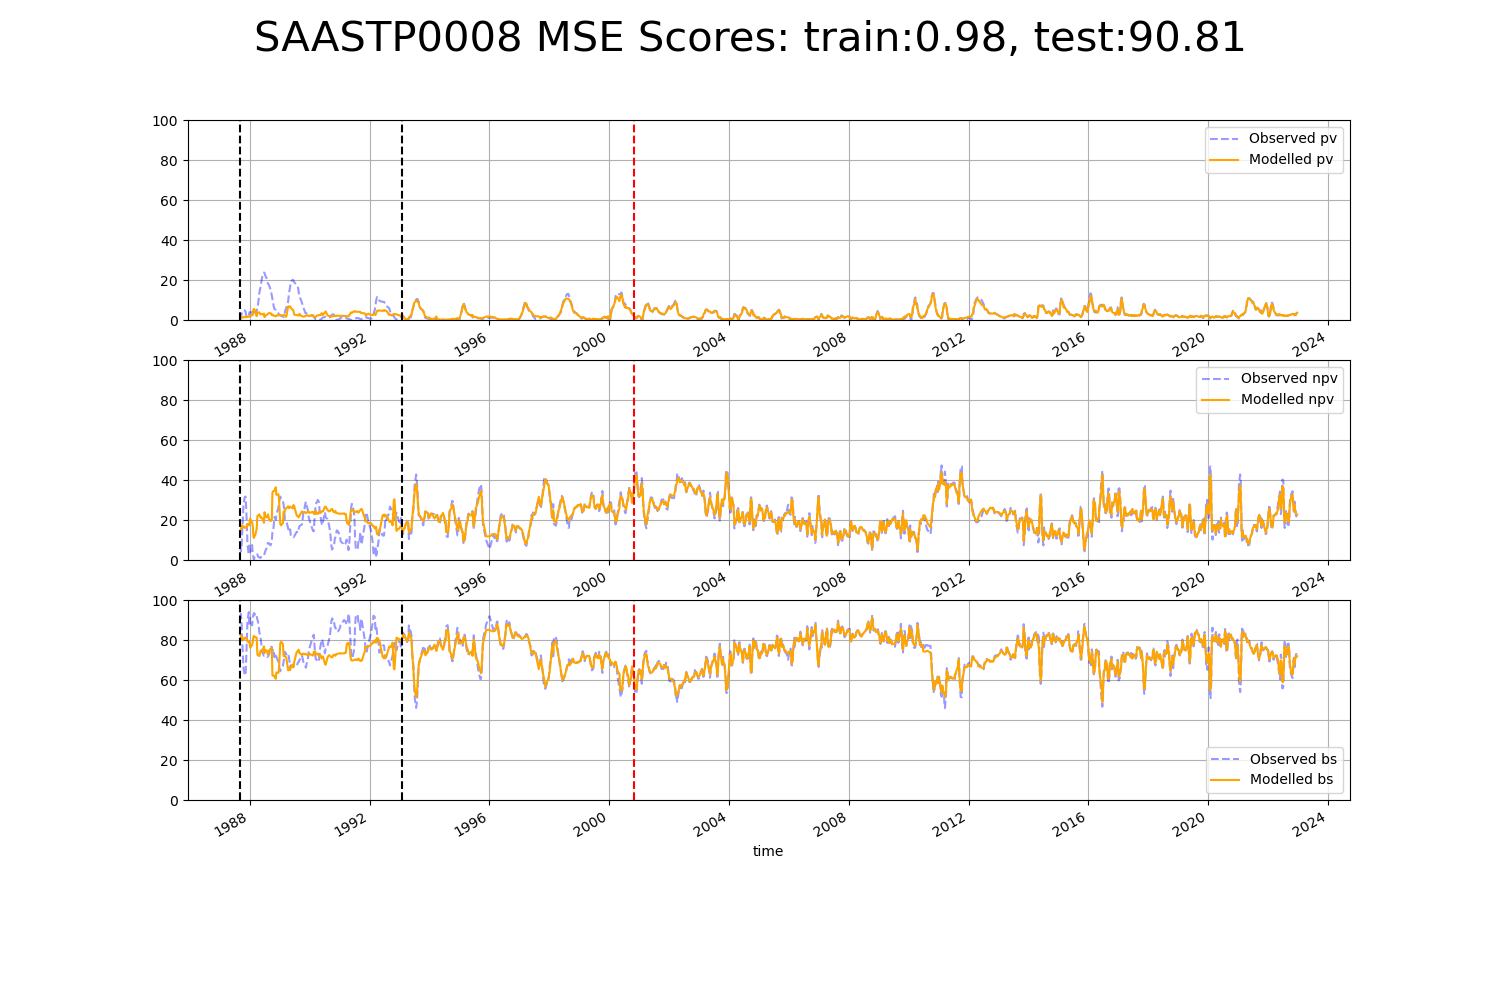 SAASTP0008 MSE Scores: train:0.98, test:90.81
100
80
60
40
20
0
Observed pv
Modelled pv
1988 1992 1996 2000 2004 2008 2012 2016 2020 2024
100
80
60
40
20
0
Observed npv
Modelled npv
1988 1992 1996 2000 2004 2008 2012 2016 2020 2024
100
80
60
40
20
0
Observed bs
Modelled bs
1988 1992 1996 2000 2004 2008 2012 2016 2020 2024
time